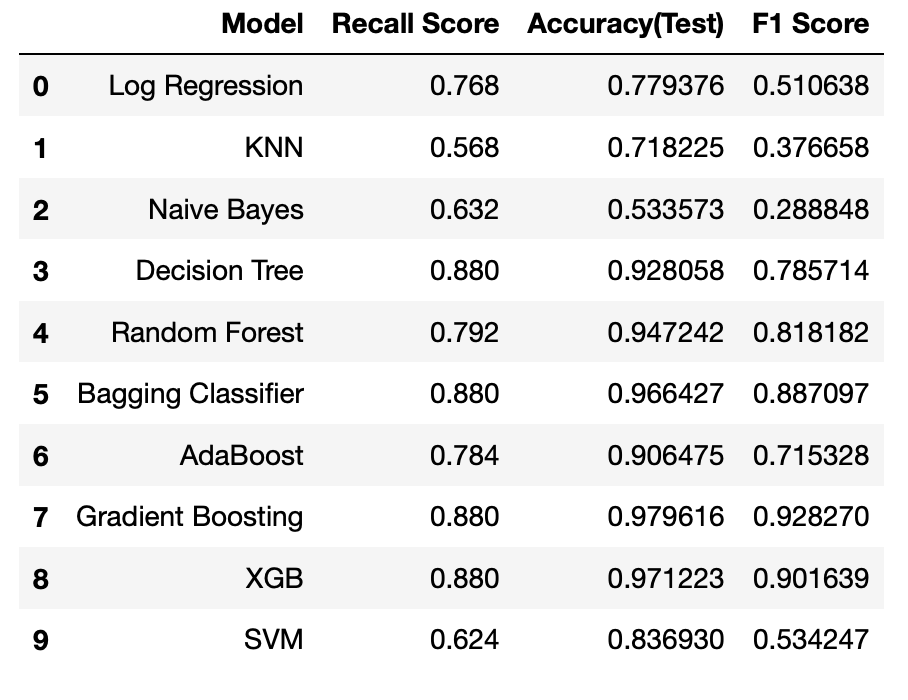 Model Recall Score Accuracy(Test) F1 Score
0 Log Regression 0.768 0.779376 0.510638
1 KNN 0.568 0.718225 0.376658
2 Naive Bayes 0.632 0.533573 0.288848
3 Decision Tree 0.880 0.928058 0.785714
4 Random Forest 0.792 0.947242 0.818182
5 Bagging Classifier 0.880 0.966427 0.887097
6 AdaBoost 0.784 0.906475 0.715328
7 Gradient Boosting 0.880 0.979616 0.928270
8 XGB 0.880 0.971223 0.901639
9 SVM 0.624 0.836930 0.534247